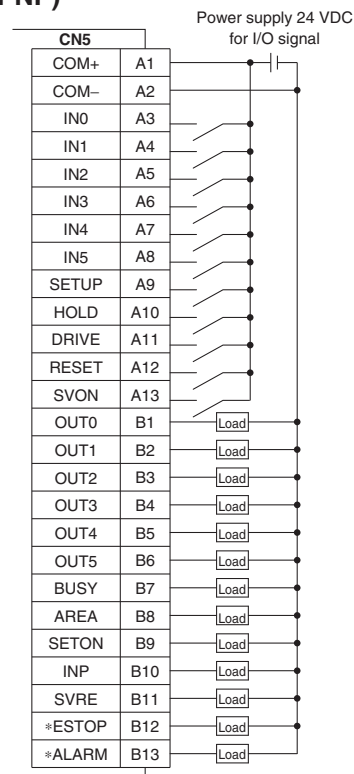 PNP)
Power supply 24 VDC
for I/O signal
CN5
COM+ A1
COM– A2
IN0 A3
IN1 A4
IN2 A5
IN3 A6
IN4 A7
IN5 A8
SETUP A9
HOLD A10
DRIVE A11
RESET A12
SVON A13
OUT0 B1 Load
OUT1 B2 Load
OUT2 B3 Load
OUT3 B4 Load
OUT4 B5 Load
OUT5 B6 Load
BUSY B7 Load
AREA B8 Load
SETON B9 Load
INP B10 Load
SVRE B11 Load
∗ESTOP B12 Load
∗ALARM B13 Load